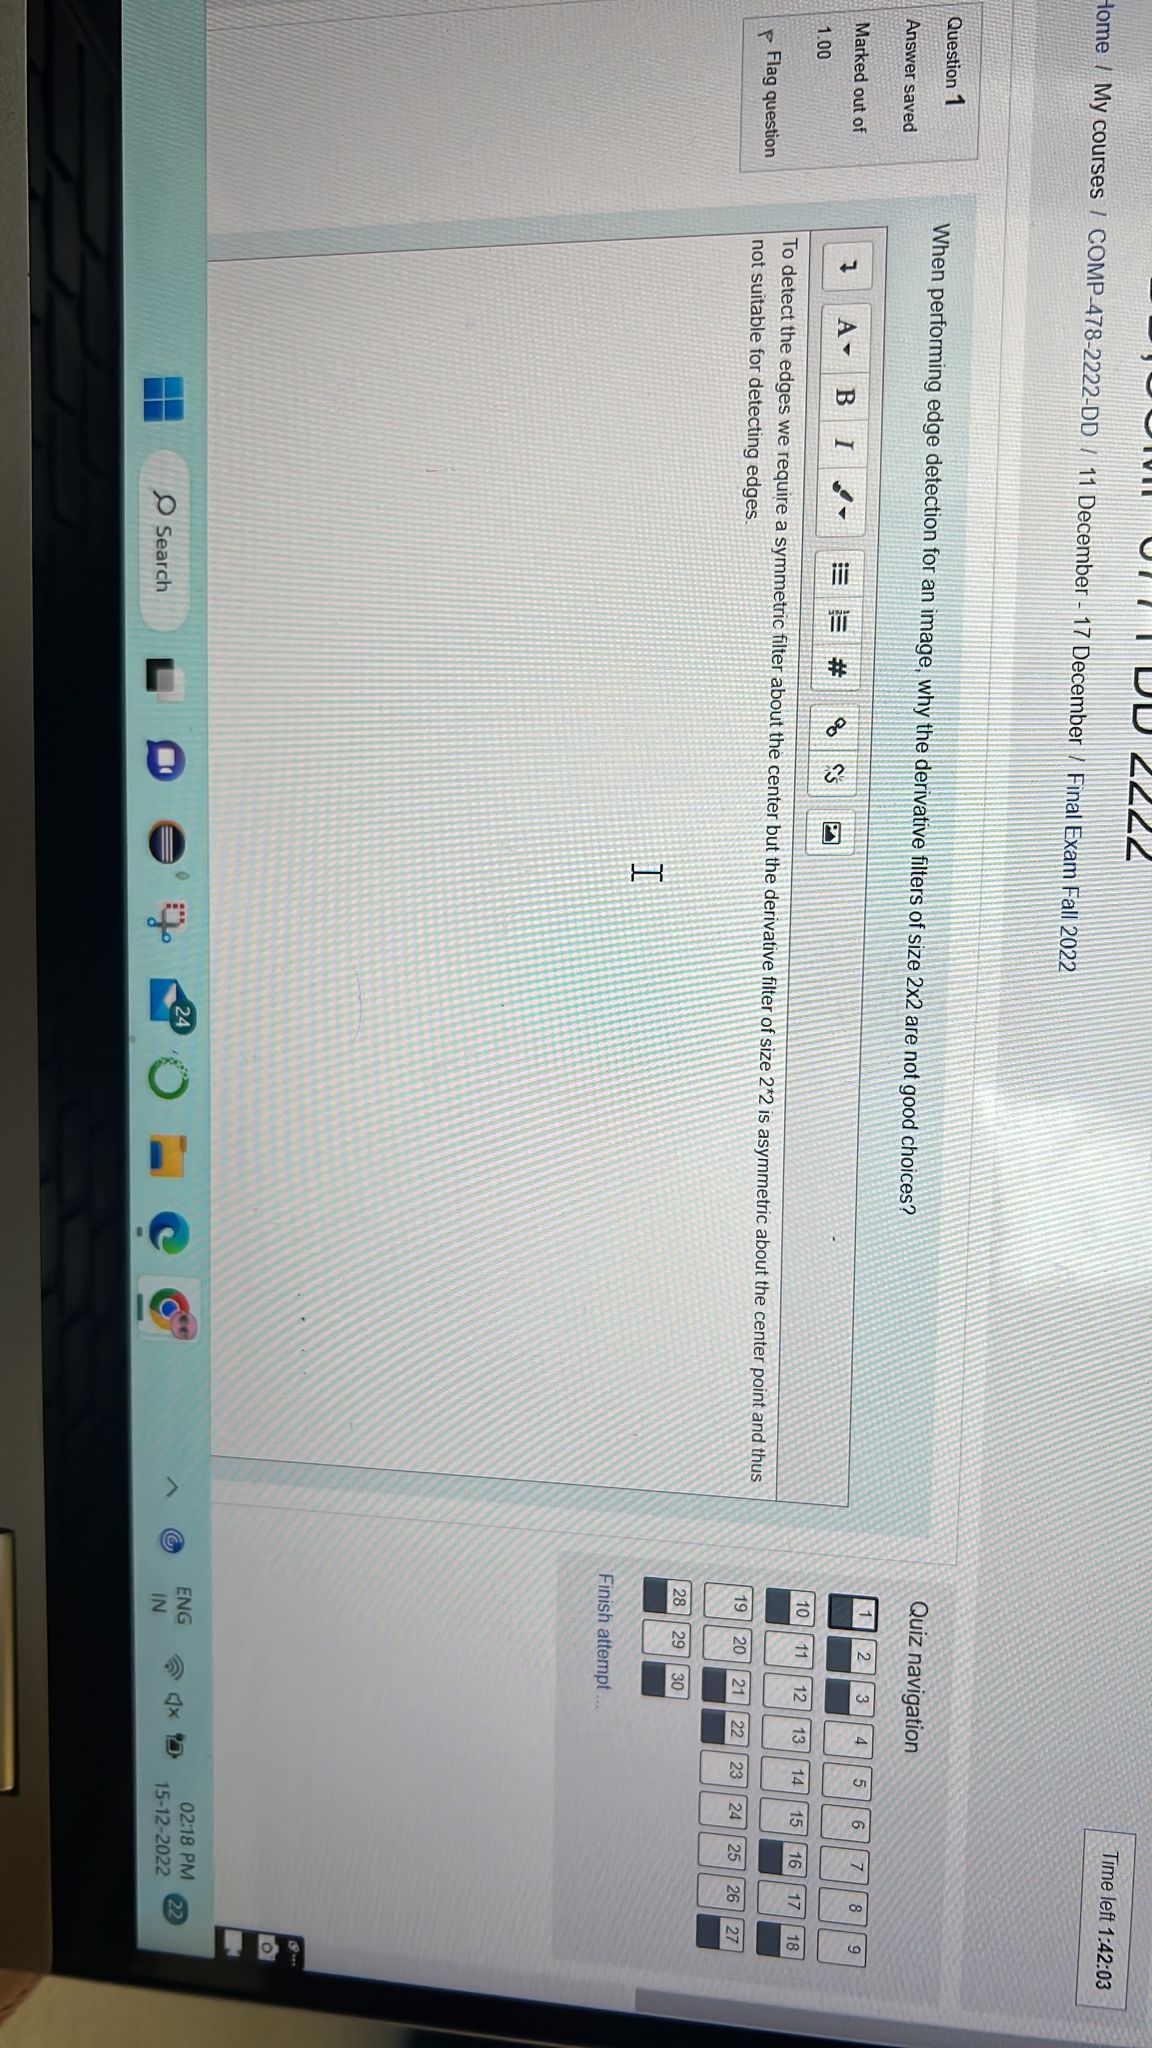 Home / My courses / COMP-478-2222-DD / 11 December - 17 December / Final Exam Fall 2022
Time left 1:42:03
Question 1
Answer saved
Marked out of
1.00
Flag question
When performing edge detection for an image, why the derivative filters of size 2x2 are not good choices?
A B I #
To detect the edges we require a symmetric filter about the center but the derivative filter of size 2*2 is asymmetric about the center point and thus
not suitable for detecting edges.
Quiz navigation
1 2 3 4 5 6 7 8 9
10 11 12 13 14 15 16 17 18
19 20 21 22 23 24 25 26 27
28 29 30
Finish attempt ...
Search
24
ENG
IN
02:18 PM
15-12-2022
22